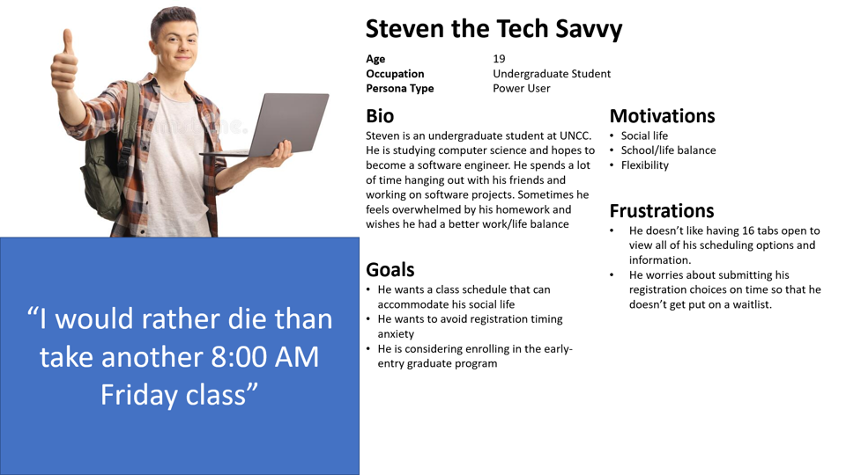 Steven the Tech Savvy
Age 19
Occupation Undergraduate Student
Persona Type Power User
Bio
Steven is an undergraduate student at UNCC.
He is studying computer science and hopes to
become a software engineer. He spends a lot
of time hanging out with his friends and
working on software projects. Sometimes he
feels overwhelmed by his homework and
wishes he had a better work/life balance
Goals
• He wants a class schedule that can
accommodate his social life
• He wants to avoid registration timing
anxiety
• He is considering enrolling in the early-
entry graduate program
Motivations
• Social life
• School/life balance
• Flexibility
Frustrations
• He doesn’t like having 16 tabs open to
view all of his scheduling options and
information.
• He worries about submitting his
registration choices on time so that he
doesn’t get put on a waitlist.
“I would rather die than
take another 8:00 AM
Friday class”